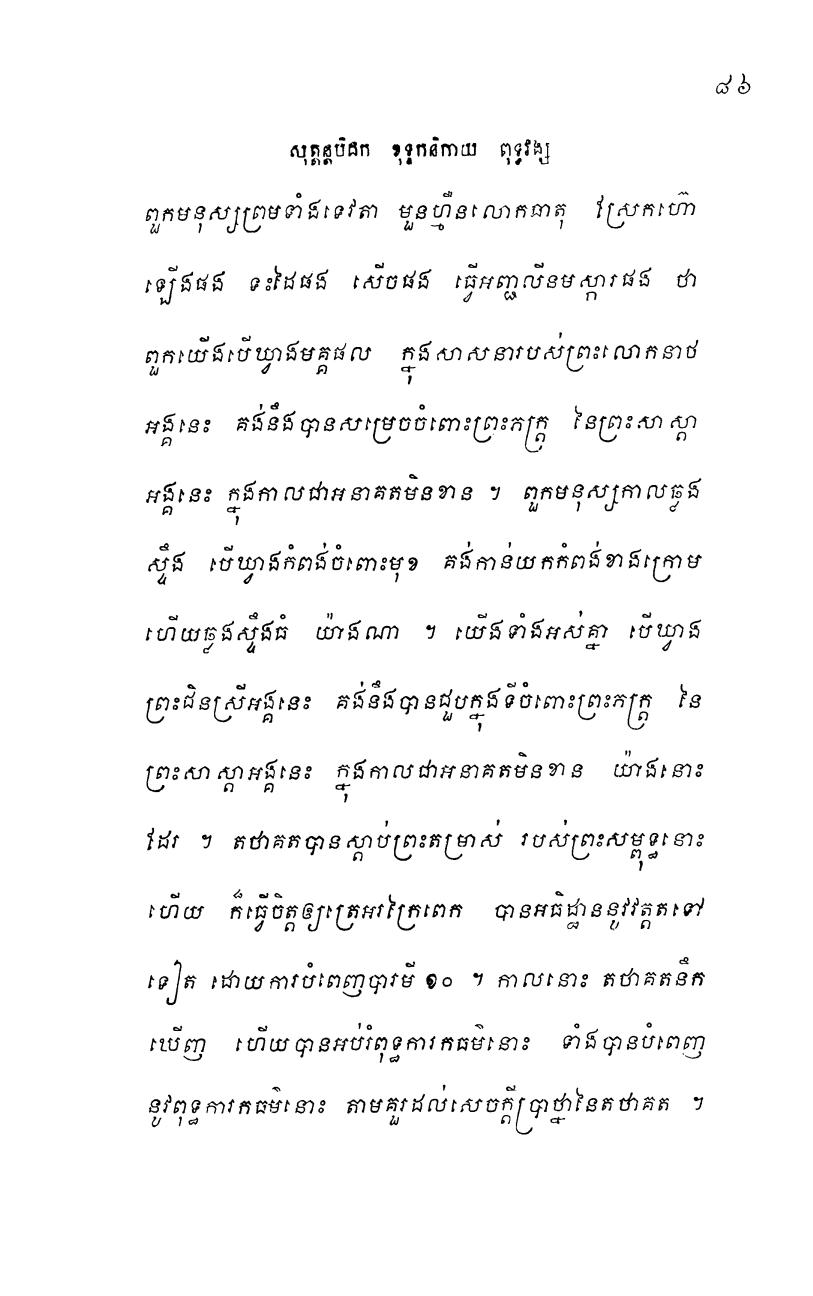 ៨៦
សុត្តន្តបិដក ខុទ្ទកនិកាយ ពុទ្ធវង្ស
ពួកមនុស្សព្រមទាំងទេវតា មួនហ្មឺនលោកធាតុ ស្រែកហ៊ោ
ឡើងផង ទះដៃផង សើចផង ធ្វើអញ្ជលីនមស្ការផង ថា
ពួកយើងបើឃ្វាងមគ្គផល ក្នុងសាសនារបស់ព្រះលោកនាថ
អង្គនេះ គង់នឹងបានសម្រេចចំពោះព្រះភក្ត្រ នៃព្រះសាស្តា
អង្គនេះ ក្នុងកាលជាអនាគតមិនខាន ។ ពួកមនុស្សកាលឆ្លង
ស្ទឹង បើឃ្វាងកំពង់ចំពោះមុខ គង់កាន់យកកំពង់ខាងក្រោម
ហើយឆ្លងស្ទឹងធំ យ៉ាងណា ។ យើងទាំងអស់គ្នា បើឃ្វាង
ព្រះជិនស្រីអង្គនេះ គង់នឹងបានជួបក្នុងទីចំពោះព្រះភក្ត្រ នៃ
ព្រះសាស្តាអង្គនេះ ក្នុងកាលជាអនាគតមិនខាន យ៉ាងនោះ
ដែរ ។ តថាគតបានស្តាប់ព្រះតម្រាស់ របស់ព្រះសម្ពុទ្ធនោះ
ហើយ ក៏ធ្វើចិត្តឲ្យត្រេអរក្រៃពេក បានអធិដ្ឋាននូវវត្តតទៅ
ទៀត ដោយការបំពេញបារមី ១០ ។ កាលនោះ តថាគតនឹក
ឃើញ ហើយបានអប់រំពុទ្ធការកធម៌នោះ ទាំងបានបំពេញ
នូវពុទ្ធការកធម៌នោះ តាមគួរដល់សេចក្តីប្រាថ្នានៃតថាគត ។